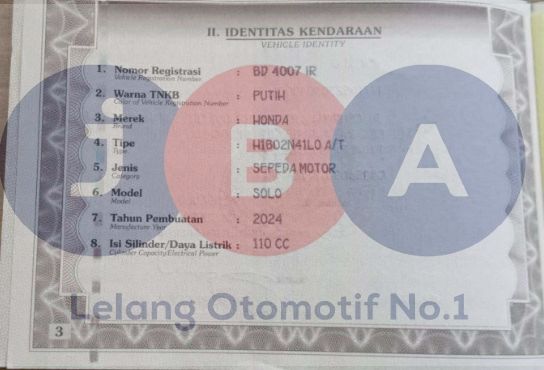 II. IDENTITAS KENDARAAN
VEHICLE IDENTITY
1. Nomor Registrasi : BD 4007 IR
Vehicle Registration Number
2. Warna TNKB : PUTIH
Color of Vehicle Registration Number
3. Merek : HONDA
Brand
4. Tipe : H1B02N41L0 A/T
Type
5. Jenis : SEPEDA MOTOR
Category
6. Model : SOLO
Model
7. Tahun Pembuatan : 2024
Manufacture Year
8. Isi Silinder/Daya Listrik : 110 CC
Cylinder Capacity/Electrical Power
j B A
Lelang Otomotif No.1
3